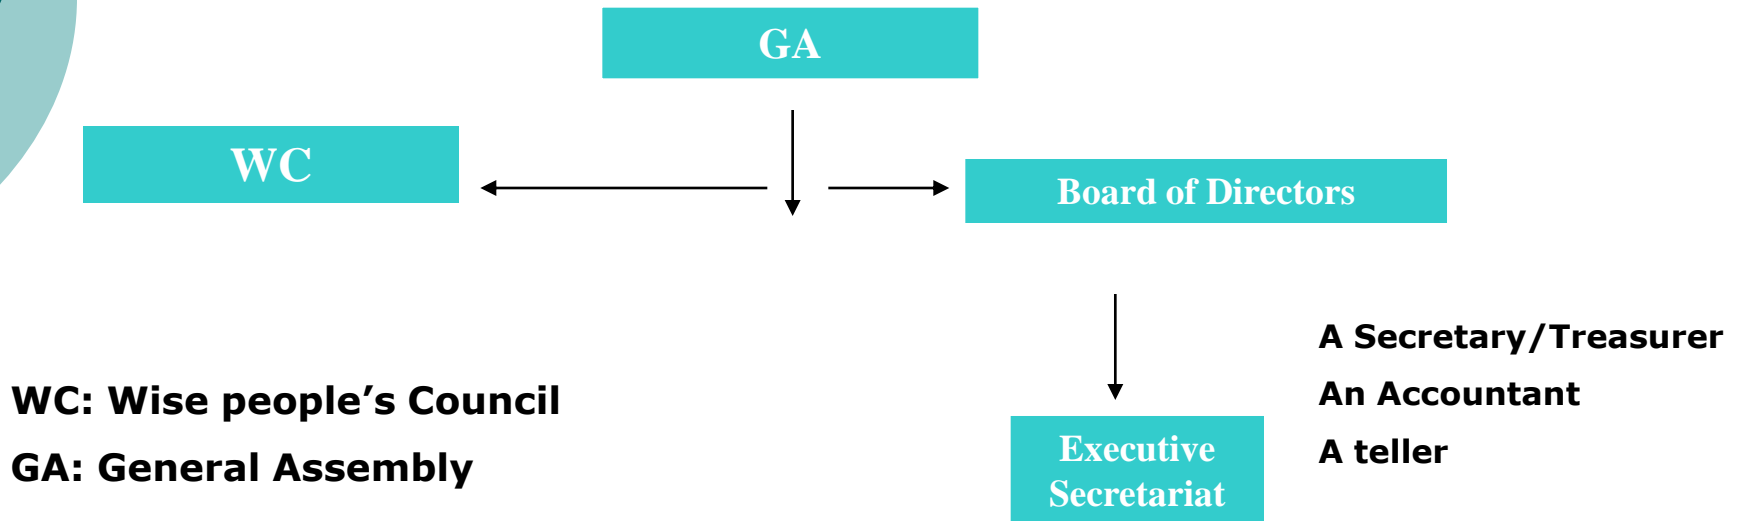 GA
WC
Board of Directors
A Secretary/Treasurer
WC: Wise people’s Council
An Accountant
Executive
Secretariat
A teller
GA: General Assembly